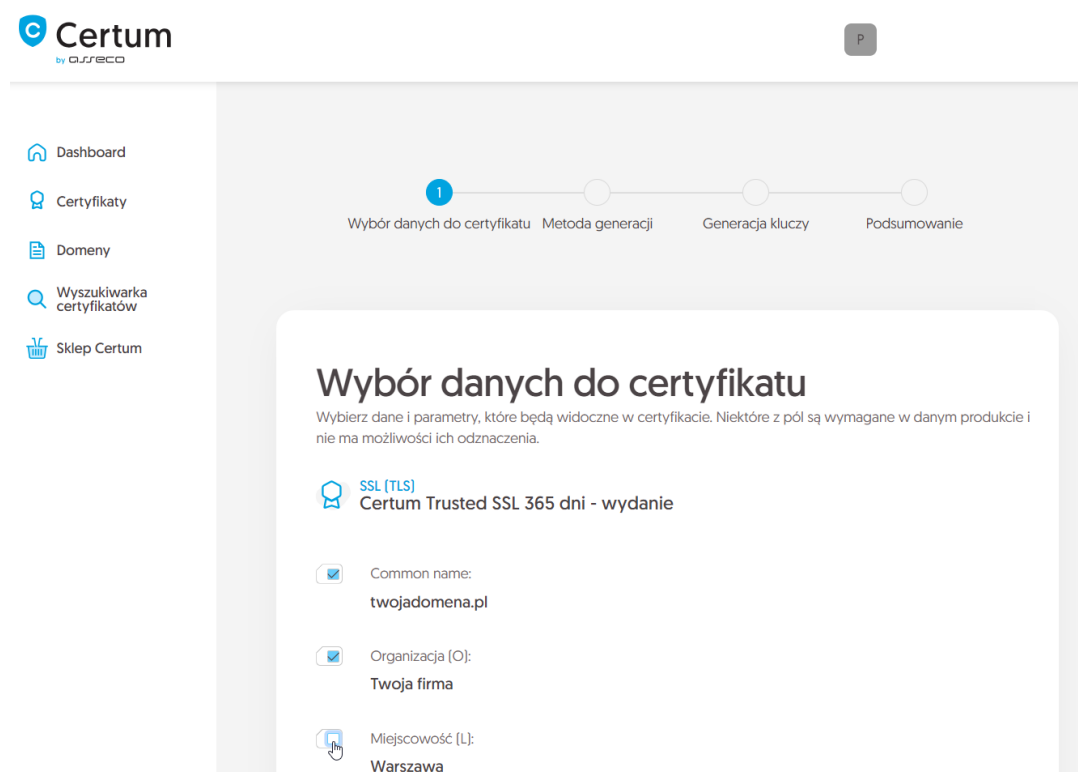 Certum
by asseco
P
Dashboard
Certyfikaty
Domeny
Wyszukiwarka
certyfikatów
Sklep Certum
1
Wybór danych do certyfikatu
Metoda generacji
Generacja kluczy
Podsumowanie
Wybór danych do certyfikatu
Wybierz dane i parametry, które będą widoczne w certyfikacie. Niektóre z pól są wymagane w danym produkcie i
nie ma możliwości ich odznaczenia.
SSL (TLS)
Certum Trusted SSL 365 dni - wydanie
Common name:
twojadomena.pl
Organizacja (O):
Twoja firma
Miejscowość (L):
Warszawa